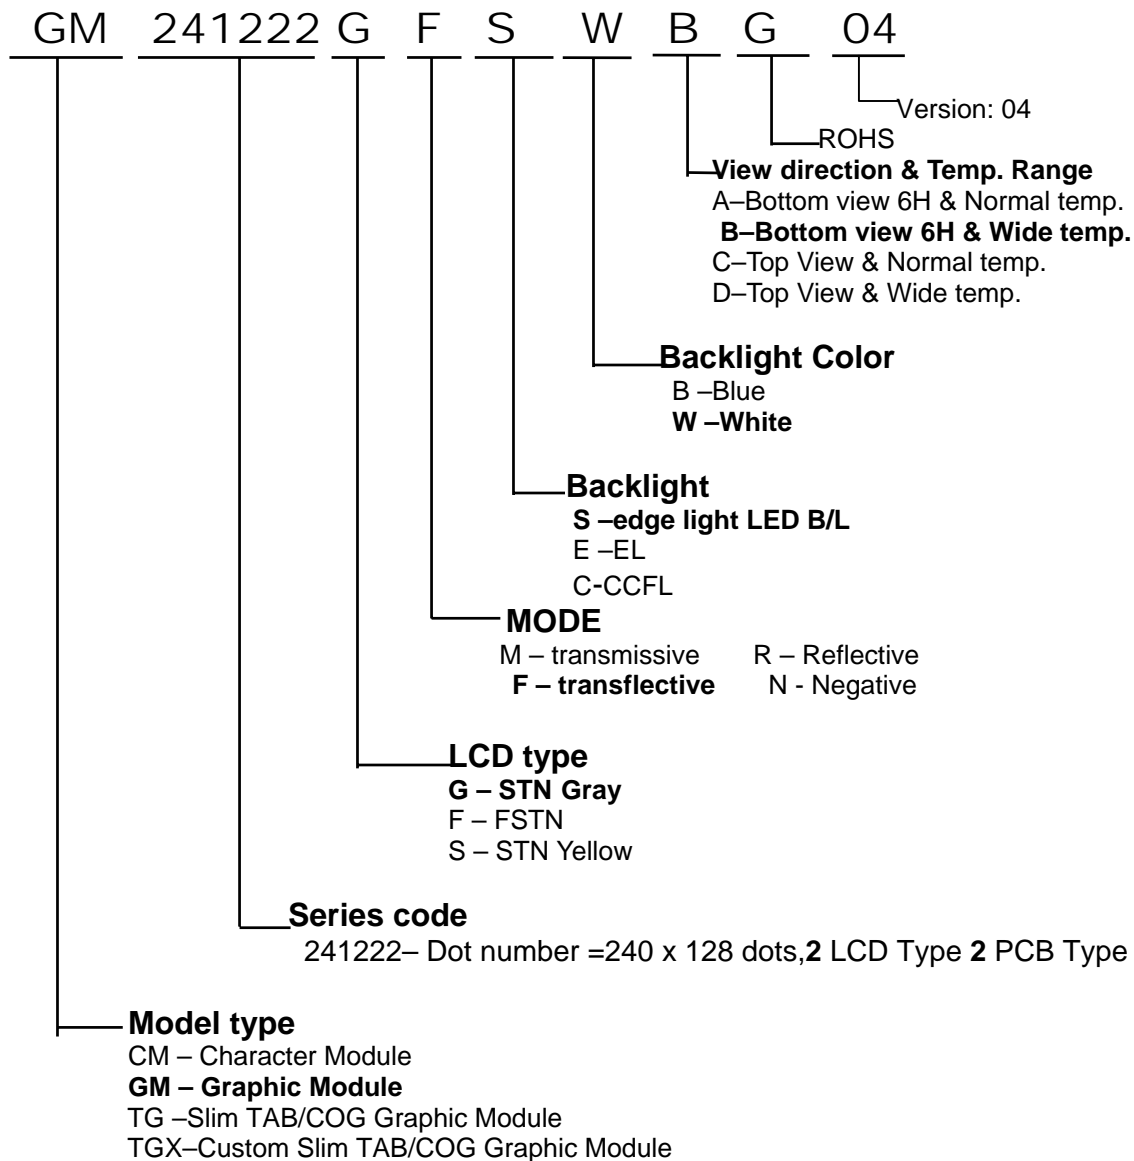 GM 241222 G F S W B G 04
Version: 04
ROHS
View direction & Temp. Range
A–Bottom view 6H & Normal temp.
B–Bottom view 6H & Wide temp.
C–Top View & Normal temp.
D–Top View & Wide temp.
Backlight Color
B –Blue
W –White
Backlight
S –edge light LED B/L
E –EL
C-CCFL
MODE
M – transmissive R – Reflective
F – transflective N - Negative
LCD type
G – STN Gray
F – FSTN
S – STN Yellow
Series code
241222– Dot number =240 x 128 dots,2 LCD Type 2 PCB Type
Model type
CM – Character Module
GM – Graphic Module
TG –Slim TAB/COG Graphic Module
TGX–Custom Slim TAB/COG Graphic Module